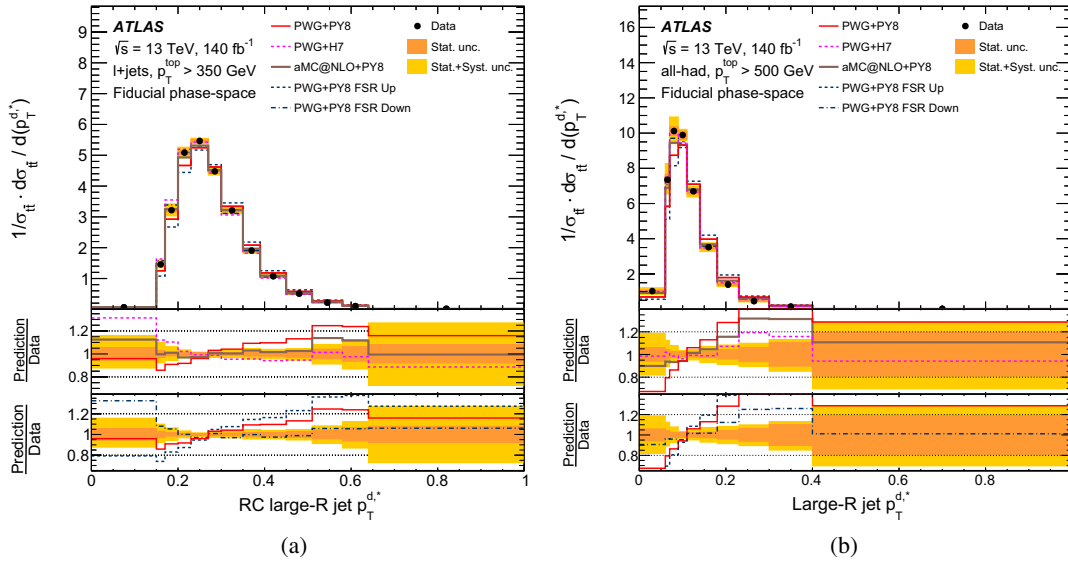 ATLAS
√s = 13 TeV, 140 fb⁻¹
l+jets, p_T^top > 350 GeV
Fiducial phase-space
PWG+PY8
PWG+H7
aMC@NLO+PY8
PWG+PY8 FSR Up
PWG+PY8 FSR Down
Data
Stat. unc.
Stat.+Syst. unc.
1/σ_tt̄ · dσ_tt̄ / d(p_T^{d,*})
9
8
7
6
5
4
3
2
1
Prediction
Data
1.2
1
0.8
Prediction
Data
1.2
1
0.8
0
0.2
0.4
0.6
0.8
1
RC large-R jet p_T^{d,*}
(a)
ATLAS
√s = 13 TeV, 140 fb⁻¹
all-had, p_T^top > 500 GeV
Fiducial phase-space
PWG+PY8
PWG+H7
aMC@NLO+PY8
PWG+PY8 FSR Up
PWG+PY8 FSR Down
Data
Stat. unc.
Stat.+Syst. unc.
1/σ_tt̄ · dσ_tt̄ / d(p_T^{d,*})
16
14
12
10
8
6
4
2
Prediction
Data
1.2
1
0.8
Prediction
Data
1.2
1
0.8
0
0.2
0.4
0.6
0.8
Large-R jet p_T^{d,*}
(b)